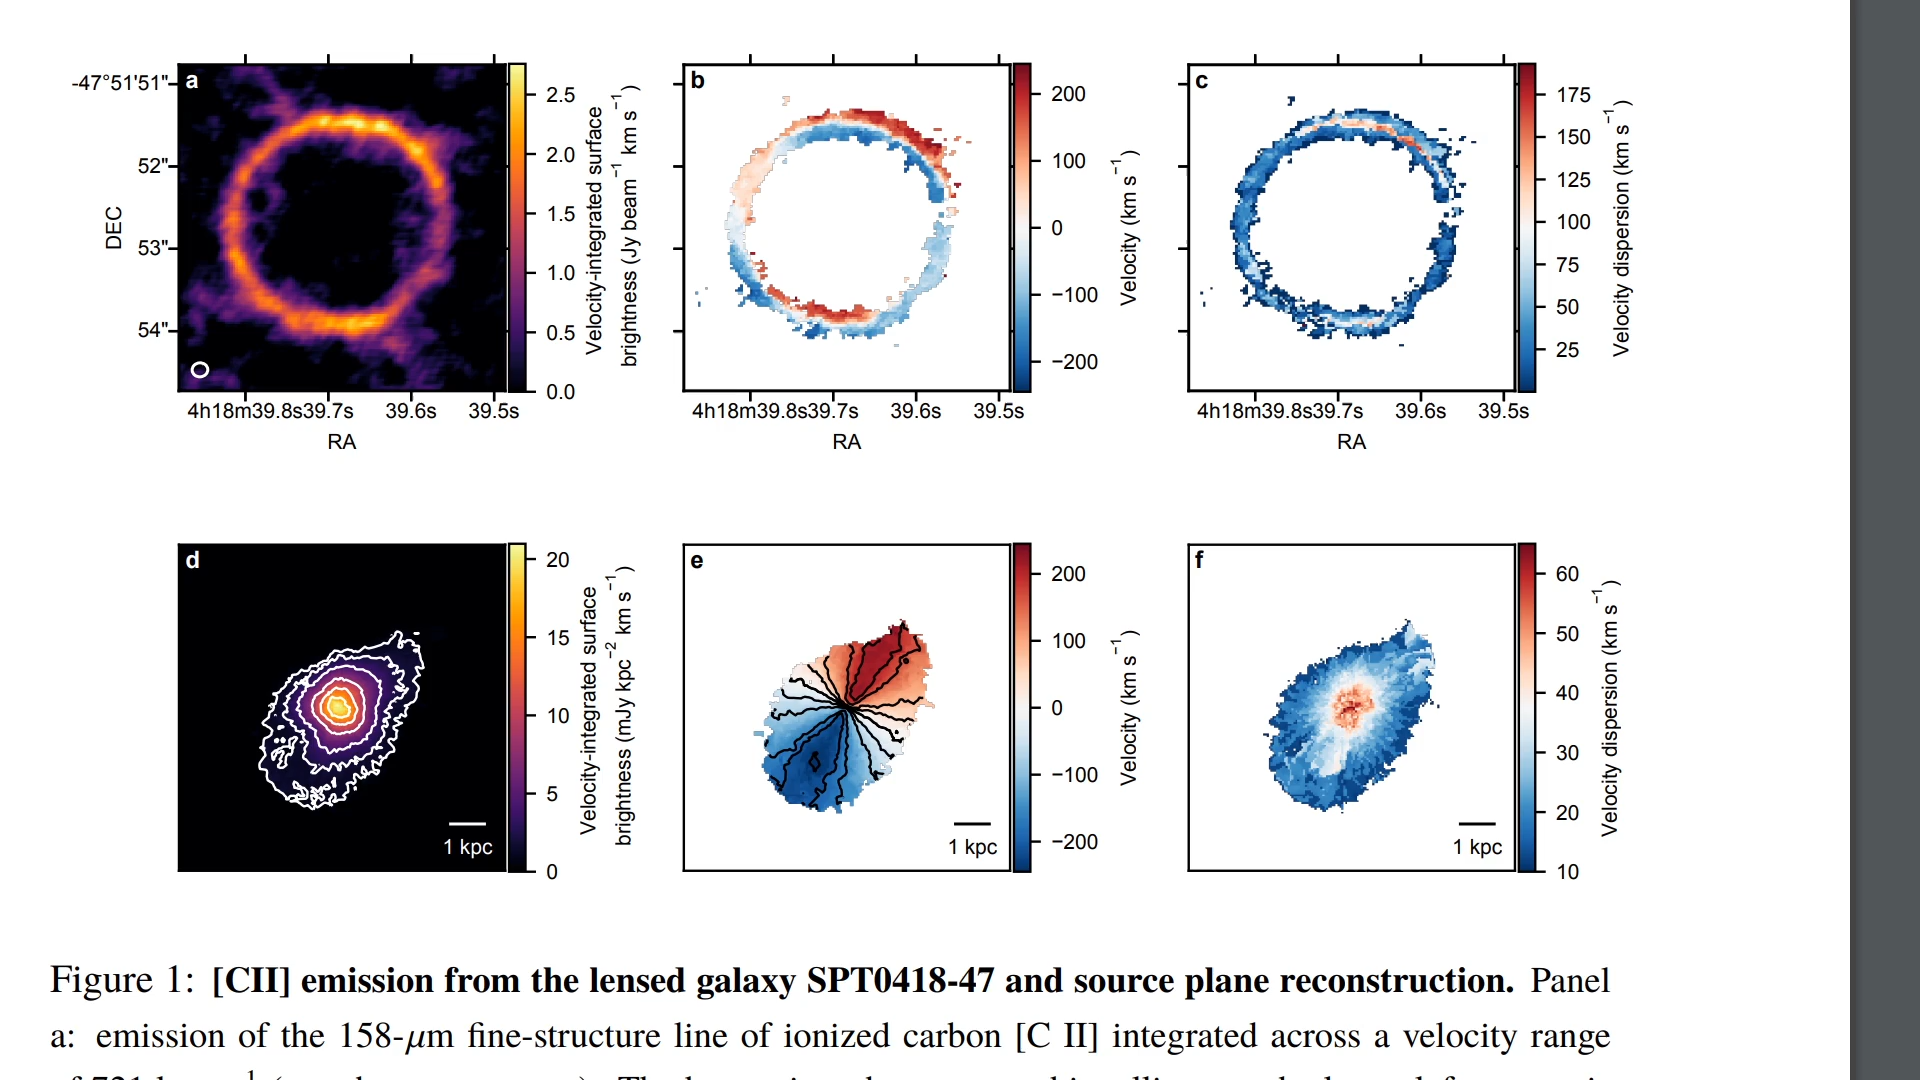 a
-47°51'51"
52"
53"
54"
DEC
4h18m39.8s39.7s 39.6s 39.5s
RA
2.5
2.0
1.5
1.0
0.5
0.0
Velocity-integrated surface
brightness (Jy beam⁻¹ km s⁻¹)
b
4h18m39.8s39.7s 39.6s 39.5s
RA
200
100
0
−100
−200
Velocity (km s⁻¹)
c
4h18m39.8s39.7s 39.6s 39.5s
RA
175
150
125
100
75
50
25
Velocity dispersion (km s⁻¹)
d
1 kpc
20
15
10
5
0
Velocity-integrated surface
brightness (mJy kpc⁻² km s⁻¹)
e
1 kpc
200
100
0
−100
−200
Velocity (km s⁻¹)
f
1 kpc
60
50
40
30
20
10
Velocity dispersion (km s⁻¹)
Figure 1: [CII] emission from the lensed galaxy SPT0418-47 and source plane reconstruction. Panel
a: emission of the 158-μm fine-structure line of ionized carbon [C II] integrated across a velocity range